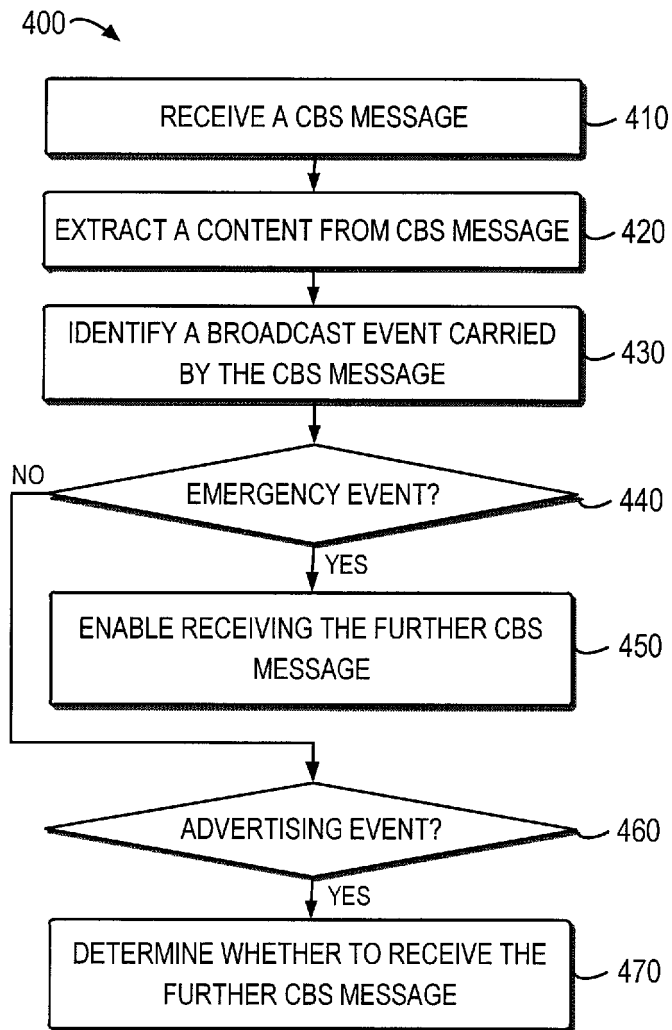 400
RECEIVE A CBS MESSAGE
410
EXTRACT A CONTENT FROM CBS MESSAGE
420
IDENTIFY A BROADCAST EVENT CARRIED
BY THE CBS MESSAGE
430
NO
EMERGENCY EVENT?
440
YES
ENABLE RECEIVING THE FURTHER CBS
MESSAGE
450
ADVERTISING EVENT?
460
YES
DETERMINE WHETHER TO RECEIVE THE
FURTHER CBS MESSAGE
470